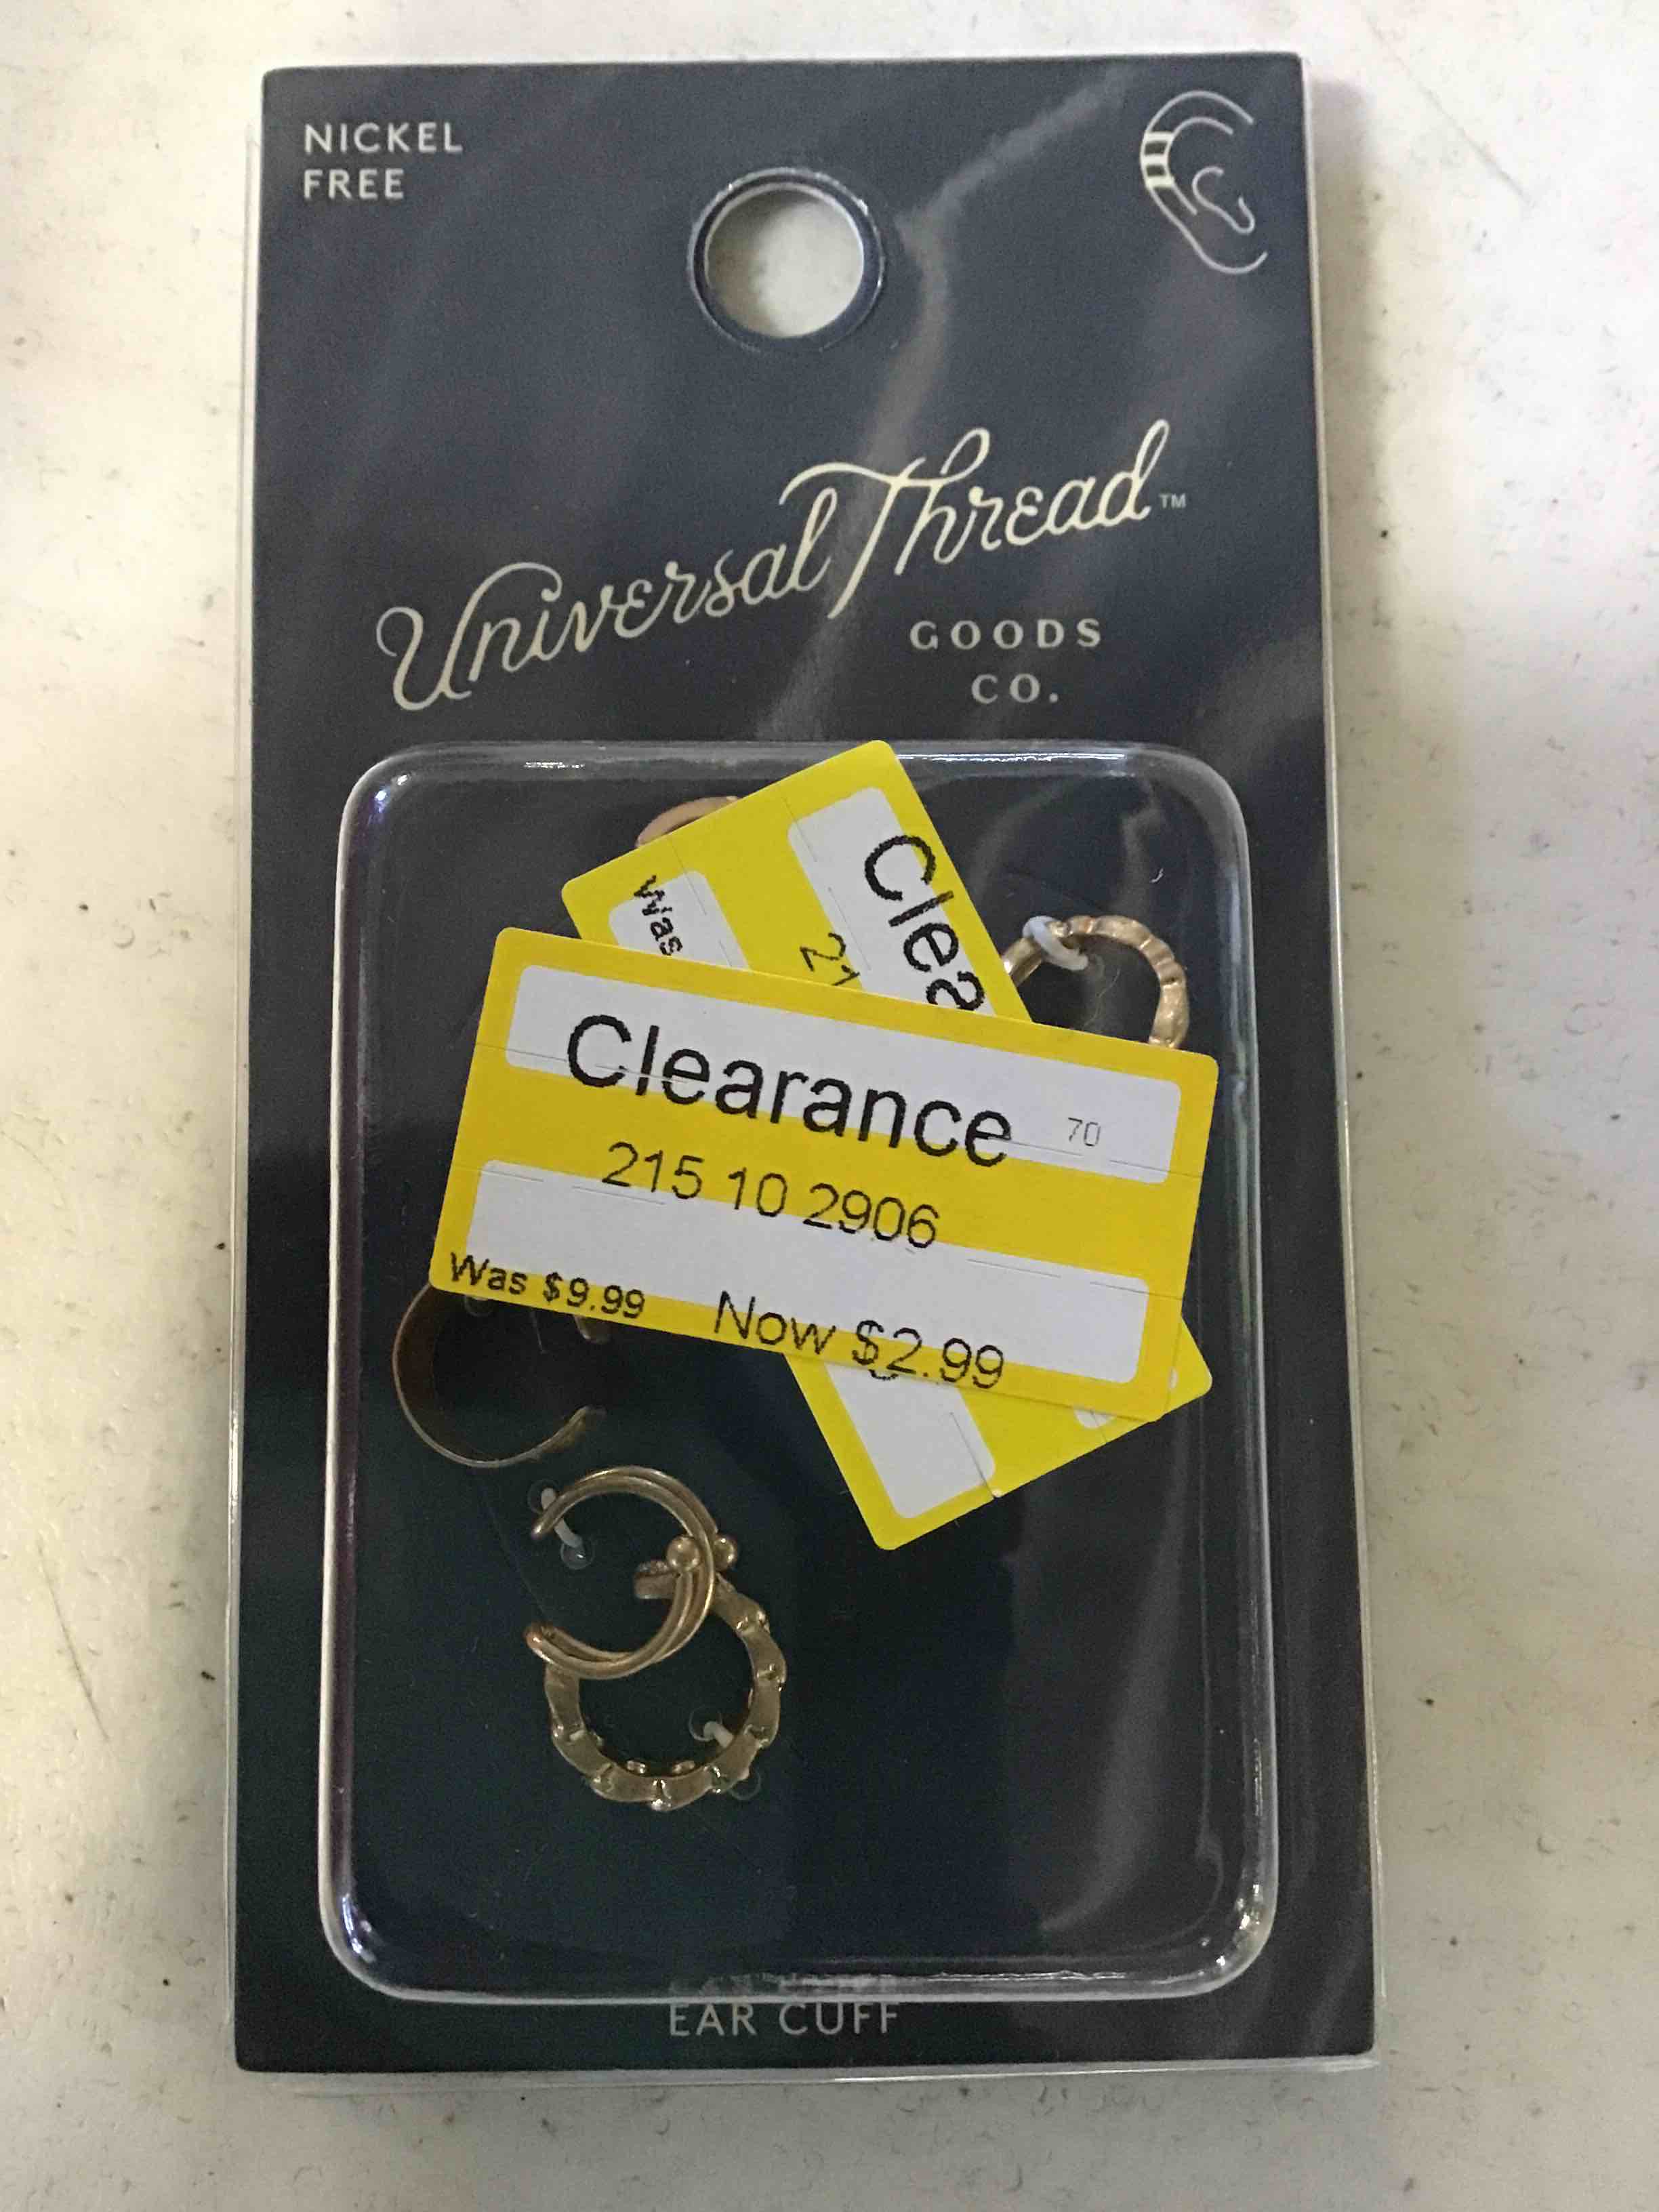 NICKEL
FREE
Universal Thread™
GOODS
CO.
Clea
21
Was
Clearance 70
215 10 2906
Was $9.99 Now $2.99
EAR CUFF